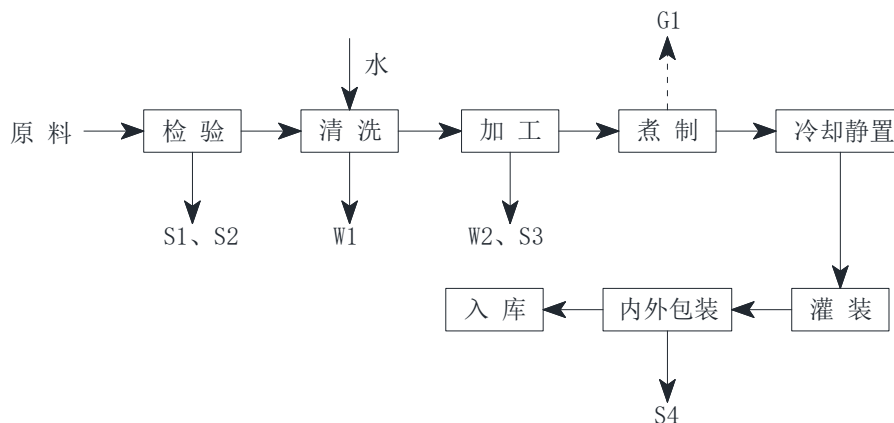 G1
水
原 料
检 验
清 洗
加 工
煮 制
冷却静置
S1、S2
W1
W2、S3
入 库
内外包装
灌 装
S4